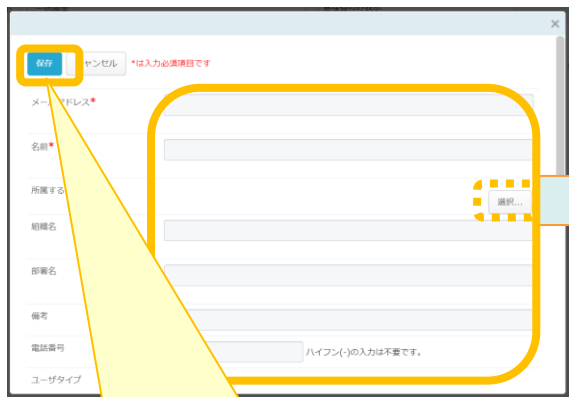 ×
保存 ャンセル *は入力必須項目です
メール ドレス*
名前*
所属する
選択...
組織名
部署名
備考
電話番号 ハイフン(-)の入力は不要です。
ユーザタイプ